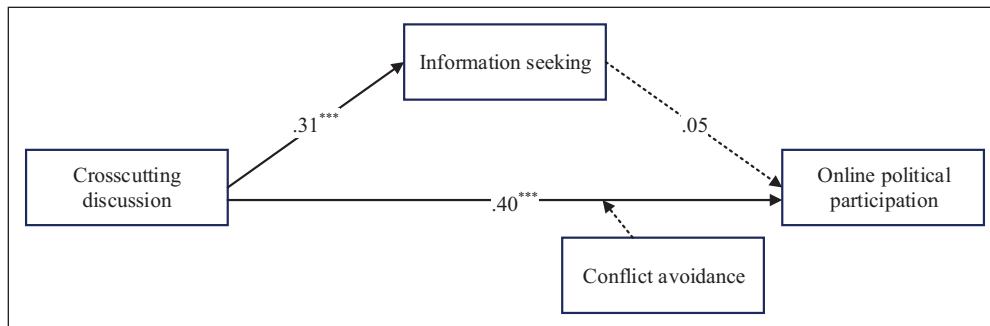 Information seeking
.31***
.05
Crosscutting
discussion
Online political
participation
.40***
Conflict avoidance